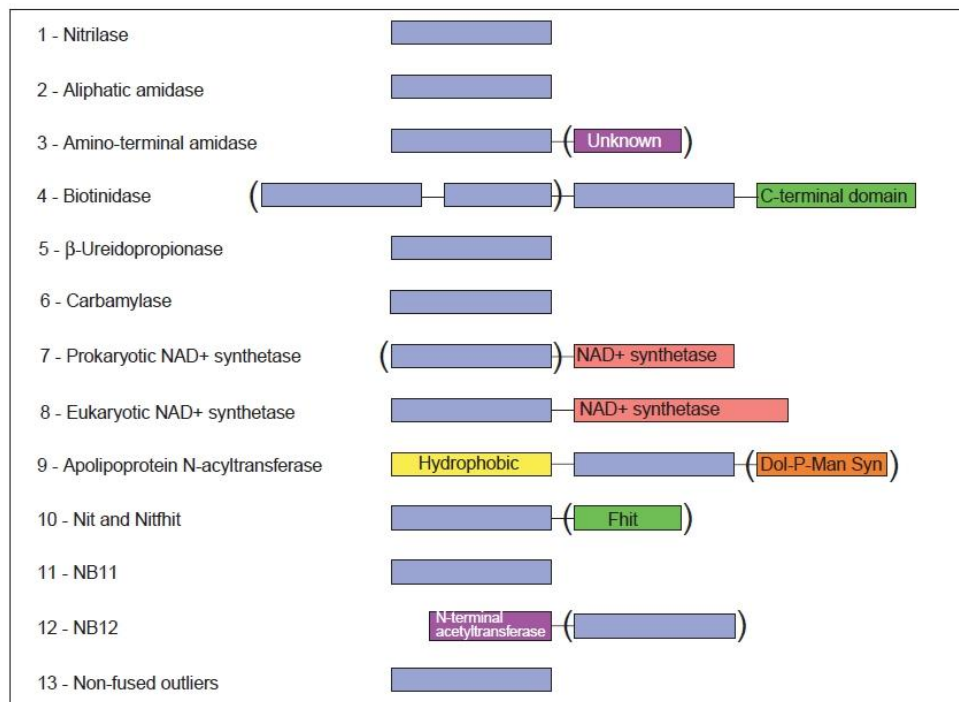 1 - Nitrilase
2 - Aliphatic amidase
3 - Amino-terminal amidase
( Unknown )
4 - Biotinidase
( ) C-terminal domain
5 - β-Ureidopropionase
6 - Carbamylase
7 - Prokaryotic NAD+ synthetase
( ) NAD+ synthetase
8 - Eukaryotic NAD+ synthetase
NAD+ synthetase
9 - Apolipoprotein N-acyltransferase
Hydrophobic ( Dol-P-Man Syn )
10 - Nit and Nitfhit
( Fhit )
11 - NB11
12 - NB12
N-terminal
acetyltransferase ( )
13 - Non-fused outliers